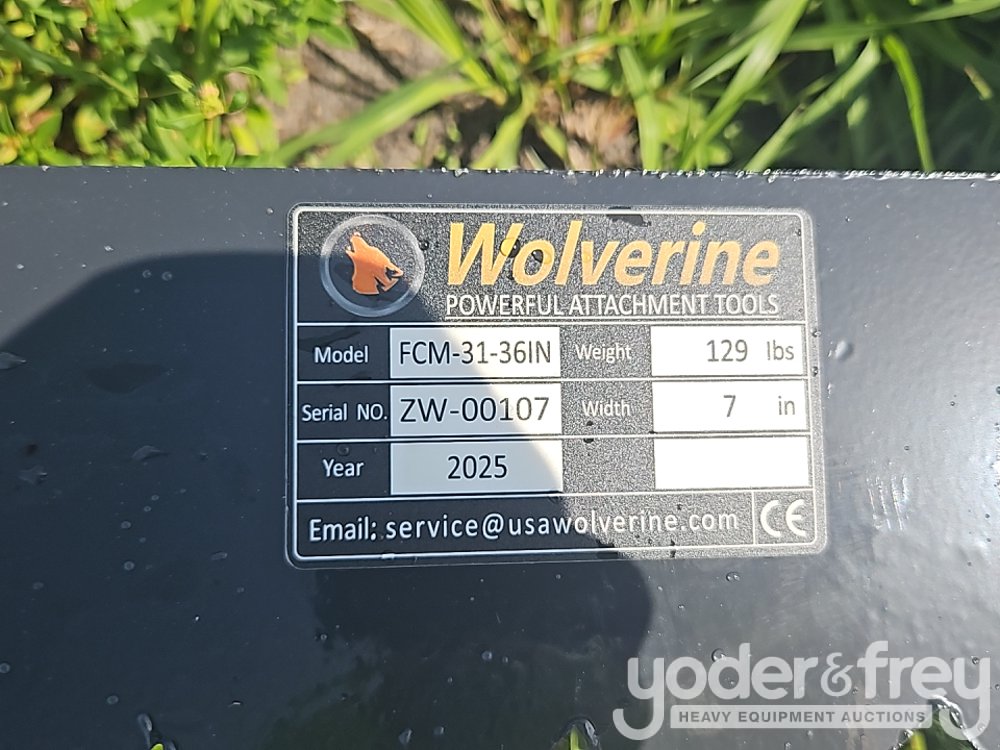 Wolverine
POWERFUL ATTACHMENT TOOLS
Model FCM-31-36IN Weight 129 lbs
Serial NO. ZW-00107 Width 7 in
Year 2025
Email: service@usawolverine.com CE
yoder&frey
HEAVY EQUIPMENT AUCTIONS